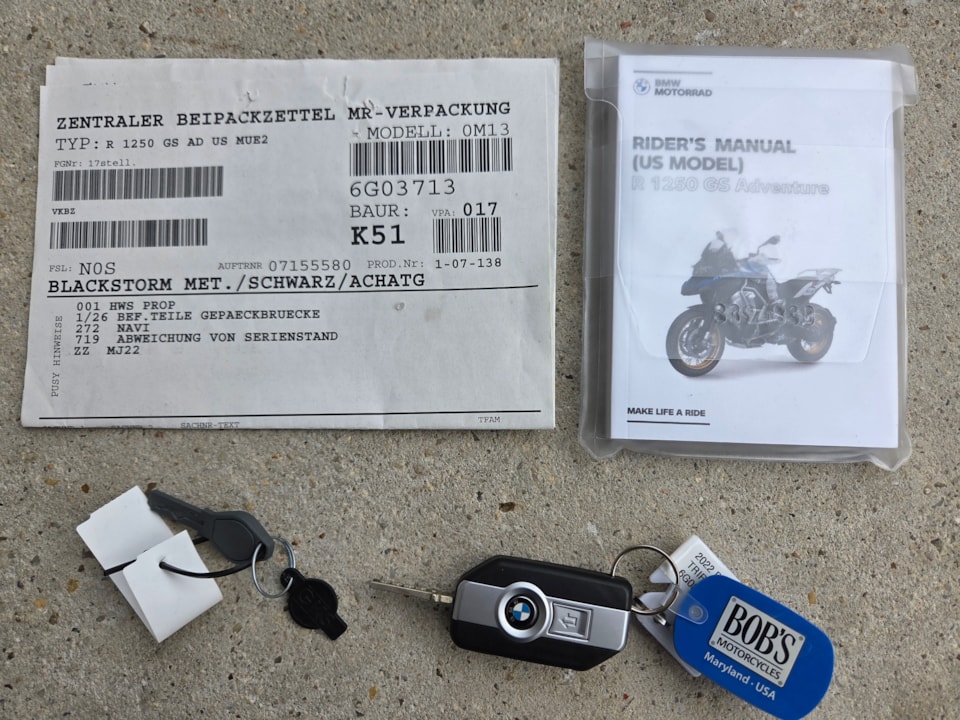 ZENTRALER BEIPACKZETTEL MR-VERPACKUNG
TYP: R 1250 GS AD US MUE2
MODELL: 0M13
FGNr: 17stell.
6G03713
VKBZ
BAUR:
VPA: 017
K51
FSL: N0S
AUFTRNR 07155580
PROD.Nr: 1-07-138
BLACKSTORM MET./SCHWARZ/ACHATG
PUSY HINWEISE
001 HWS PROP
1/26 BEF.TEILE GEPAECKBRUECKE
272 NAVI
719 ABWEICHUNG VON SERIENSTAND
ZZ MJ22
SACHNR-TEXT
TEAM
BMW
MOTORRAD
RIDER'S MANUAL
(US MODEL)
R 1250 GS Adventure
MAKE LIFE A RIDE
BMW
2022
BOB'S
MOTORCYCLES
Maryland · USA